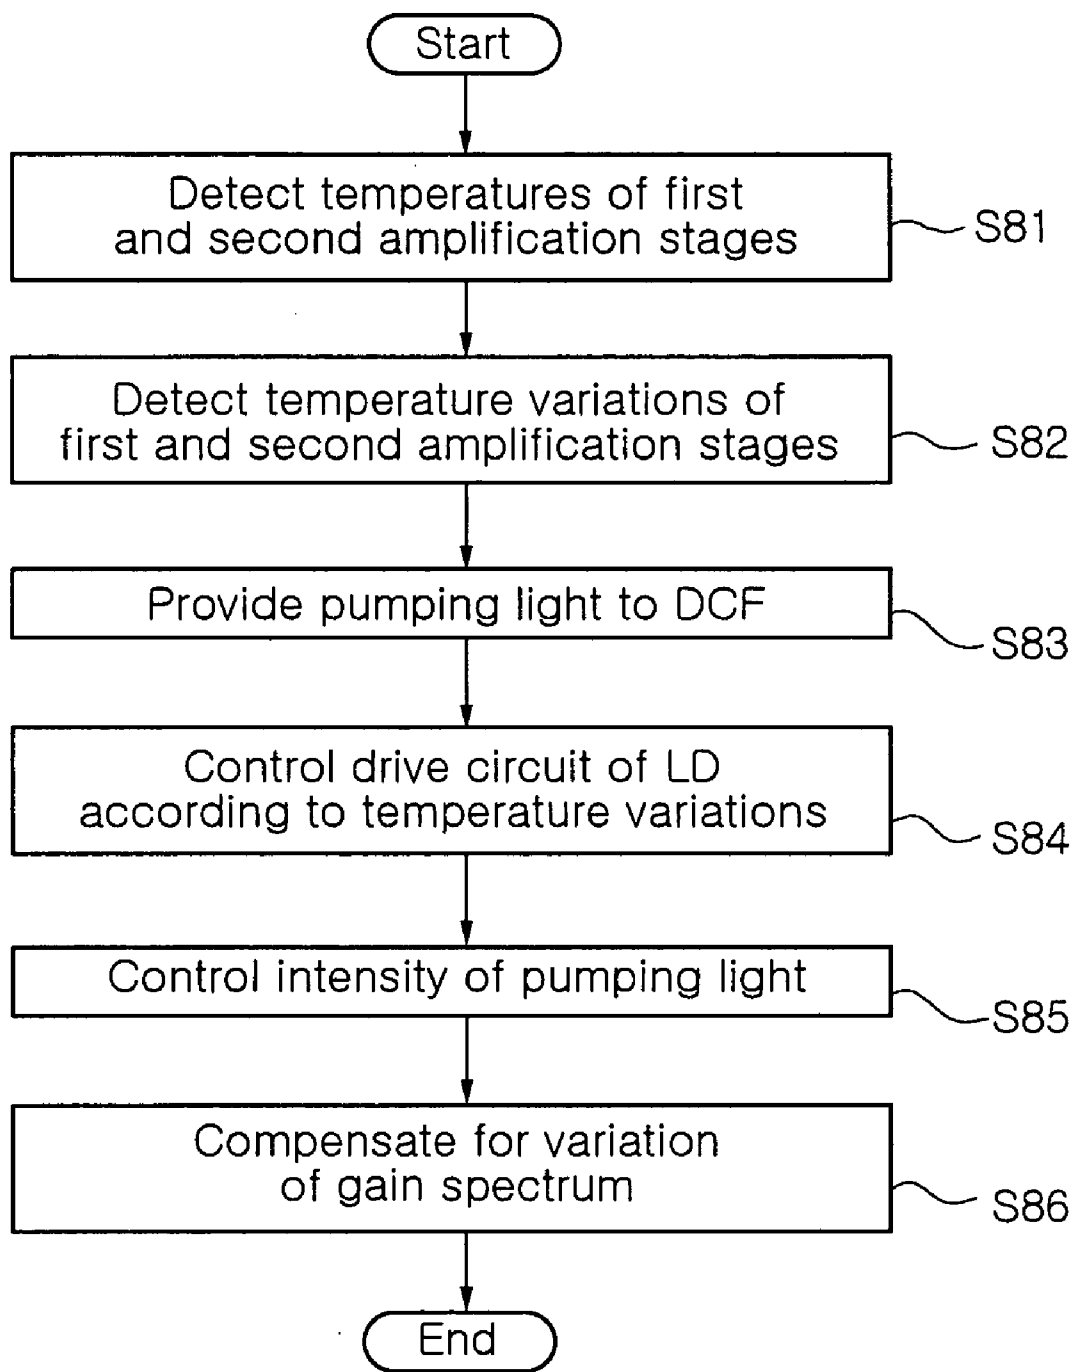 Start
Detect temperatures of first
and second amplification stages
S81
Detect temperature variations of
first and second amplification stages
S82
Provide pumping light to DCF
S83
Control drive circuit of LD
according to temperature variations
S84
Control intensity of pumping light
S85
Compensate for variation
of gain spectrum
S86
End